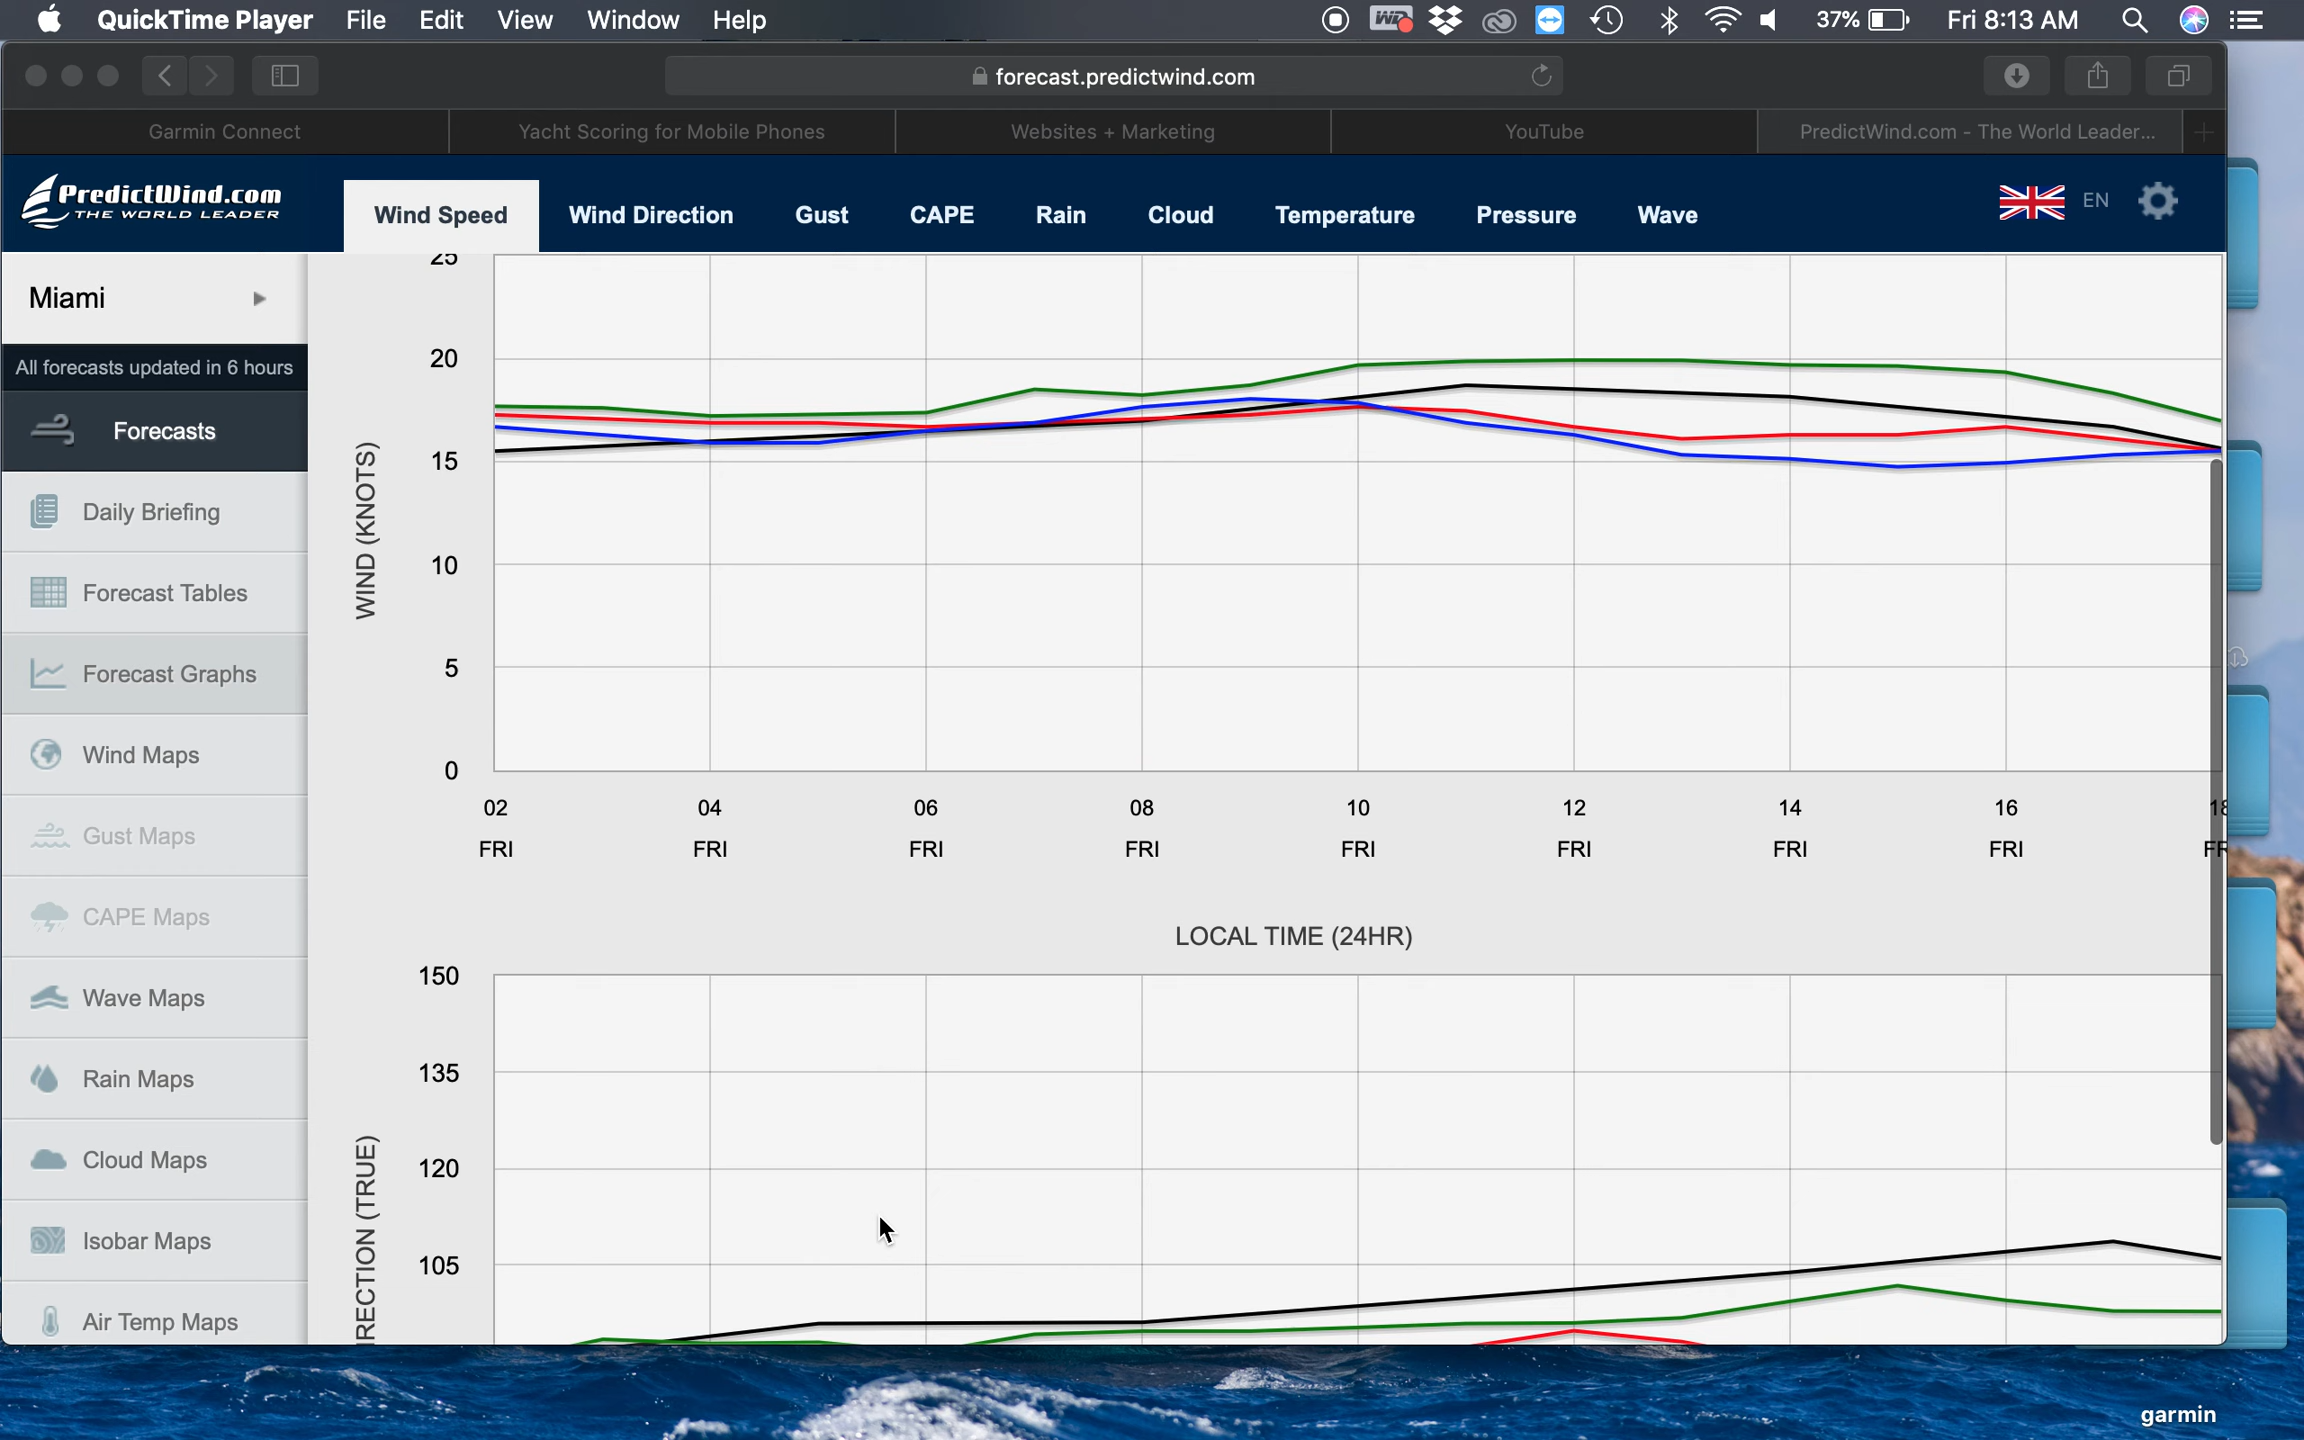 QuickTime Player File Edit View Window Help 37% Fri 8:13 AM
forecast.predictwind.com
Garmin Connect Yacht Scoring for Mobile Phones Websites + Marketing YouTube PredictWind.com - The World Leader...
PredictWind.com
THE WORLD LEADER
Wind Speed Wind Direction Gust CAPE Rain Cloud Temperature Pressure Wave EN
Miami
All forecasts updated in 6 hours
Forecasts
Daily Briefing
Forecast Tables
Forecast Graphs
Wind Maps
Gust Maps
CAPE Maps
Wave Maps
Rain Maps
Cloud Maps
Isobar Maps
Air Temp Maps
WIND (KNOTS)
25
20
15
10
5
0
02 04 06 08 10 12 14 16 18
FRI FRI FRI FRI FRI FRI FRI FRI FR
LOCAL TIME (24HR)
150
135
120
105
IRECTION (TRUE)
garmin